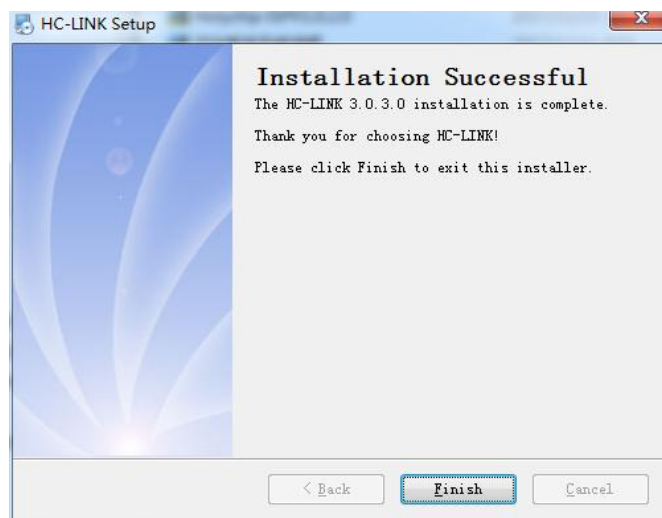 HC-LINK Setup
Installation Successful
The HC-LINK 3.0.3.0 installation is complete.
Thank you for choosing HC-LINK!
Please click Finish to exit this installer.
< Back
Finish
Cancel